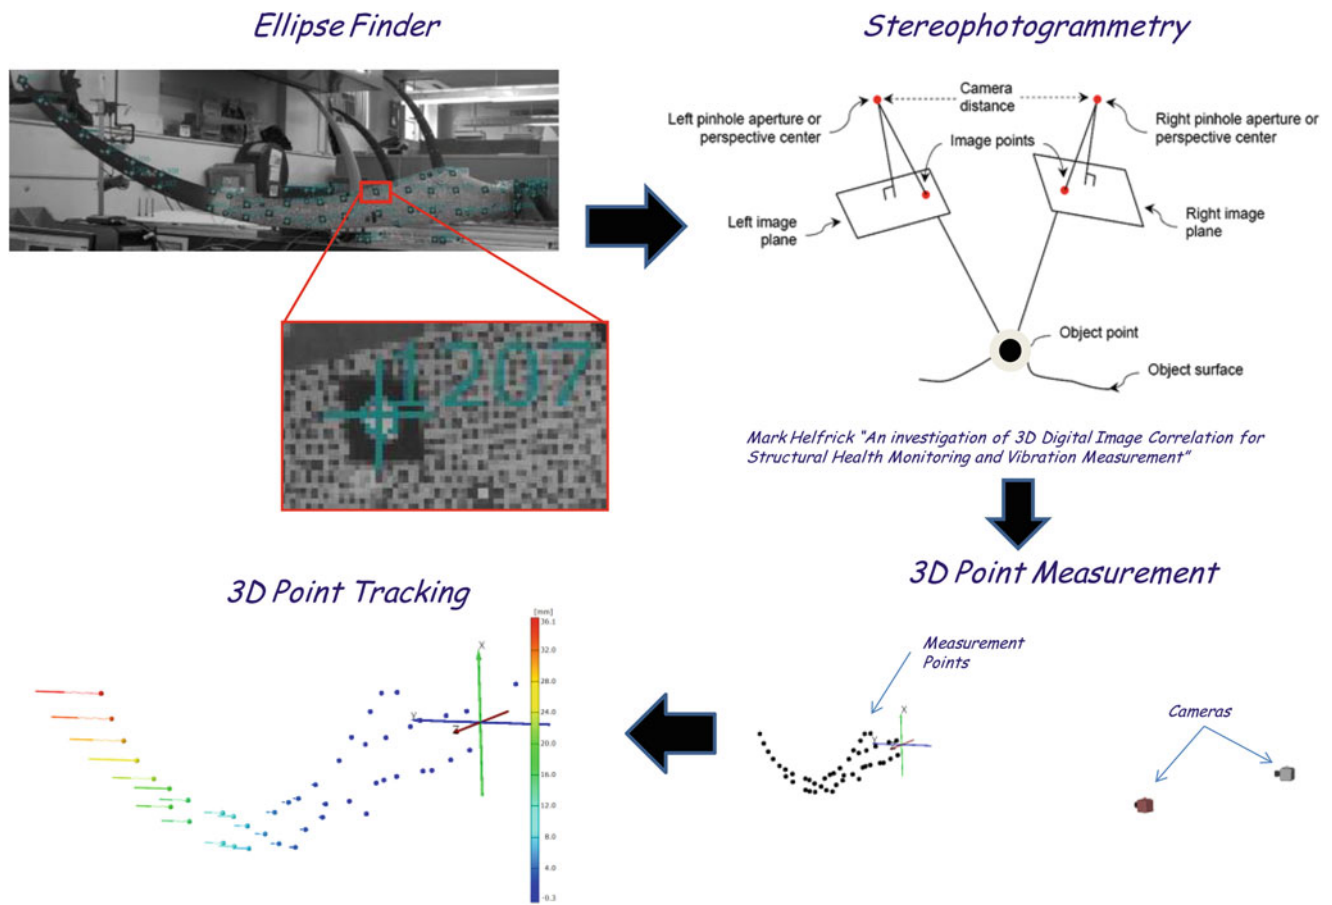 Ellipse Finder
1207
Stereophotogrammetry
Camera
distance
Left pinhole aperture or
perspective center
Right pinhole aperture or
perspective center
Image points
Left image
plane
Right image
plane
Object point
Object surface
Mark Helfrick "An investigation of 3D Digital Image Correlation for
Structural Health Monitoring and Vibration Measurement"
3D Point Measurement
Measurement
Points
Cameras
X
Y
3D Point Tracking
[mm]
36.1
32.0
28.0
24.0
20.0
16.0
12.0
8.0
4.0
-0.3
X
Y
Z